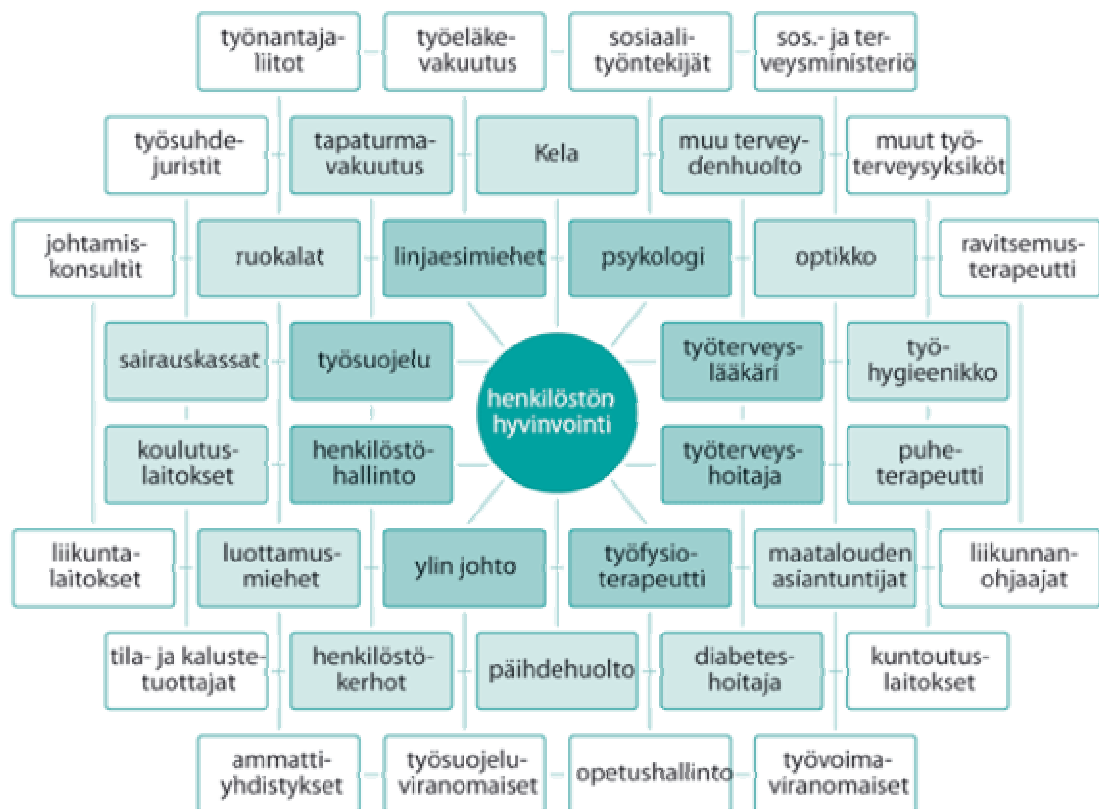 työnantaja-
liitot
työeläke-
vakuutus
sosiaali-
työntekijät
sos.- ja ter-
veysministeriö
työsuhde-
juristit
tapaturma-
vakuutus
Kela
muu tervey-
denhuolto
muut työ-
terveysyksiköt
johtamis-
konsultit
ruokalat
linjaesimiehet
psykologi
optikko
ravitsemus-
terapeutti
sairauskassat
työsuojelu
työterveys-
lääkäri
työ-
hygieenikko
henkilöstön
hyvinvointi
koulutus-
laitokset
henkilöstö-
hallinto
työterveys-
hoitaja
puhe-
terapeutti
liikunta-
laitokset
luottamus-
miehet
ylin johto
työfysio-
terapeutti
maatalouden
asiantuntijat
liikunnan-
ohjaajat
tila- ja kaluste-
tuottajat
henkilöstö-
kerhot
päihdehuolto
diabetes-
hoitaja
kuntoutus-
laitokset
ammatti-
yhdistykset
työsuojelu-
viranomaiset
opetushallinto
työvoima-
viranomaiset